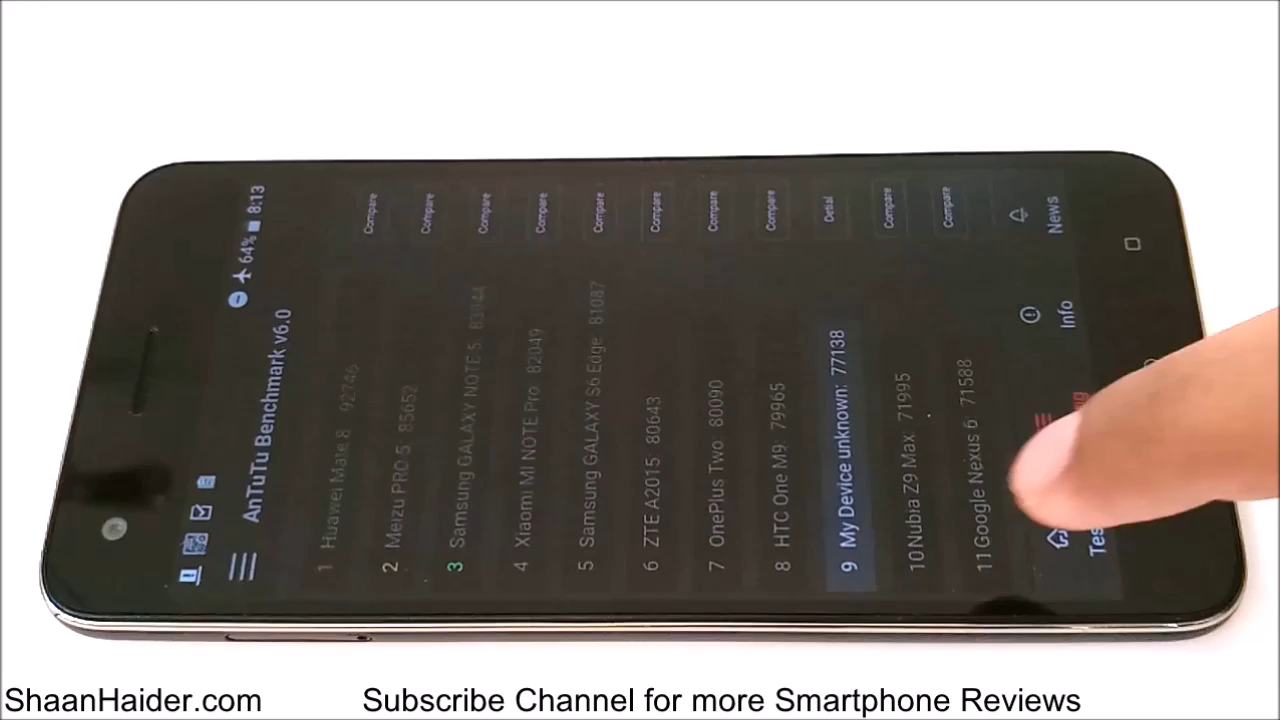 64% 8:13
AnTuTu Benchmark v6.0
1 Huawei Mate 8 92746 Compare
2 Meizu PRO 5 85652 Compare
3 Samsung GALAXY NOTE 5 83944 Compare
4 Xiaomi MI NOTE Pro 82049 Compare
5 Samsung GALAXY S6 Edge 81087 Compare
6 ZTE A2015 80643 Compare
7 OnePlus Two 80090 Compare
8 HTC One M9 79965 Compare
9 My Device unknown: 77138 Detial
10 Nubia Z9 Max 71995 Compare
11 Google Nexus 6 71588 Compare
Info News
ShaanHaider.com Subscribe Channel for more Smartphone Reviews